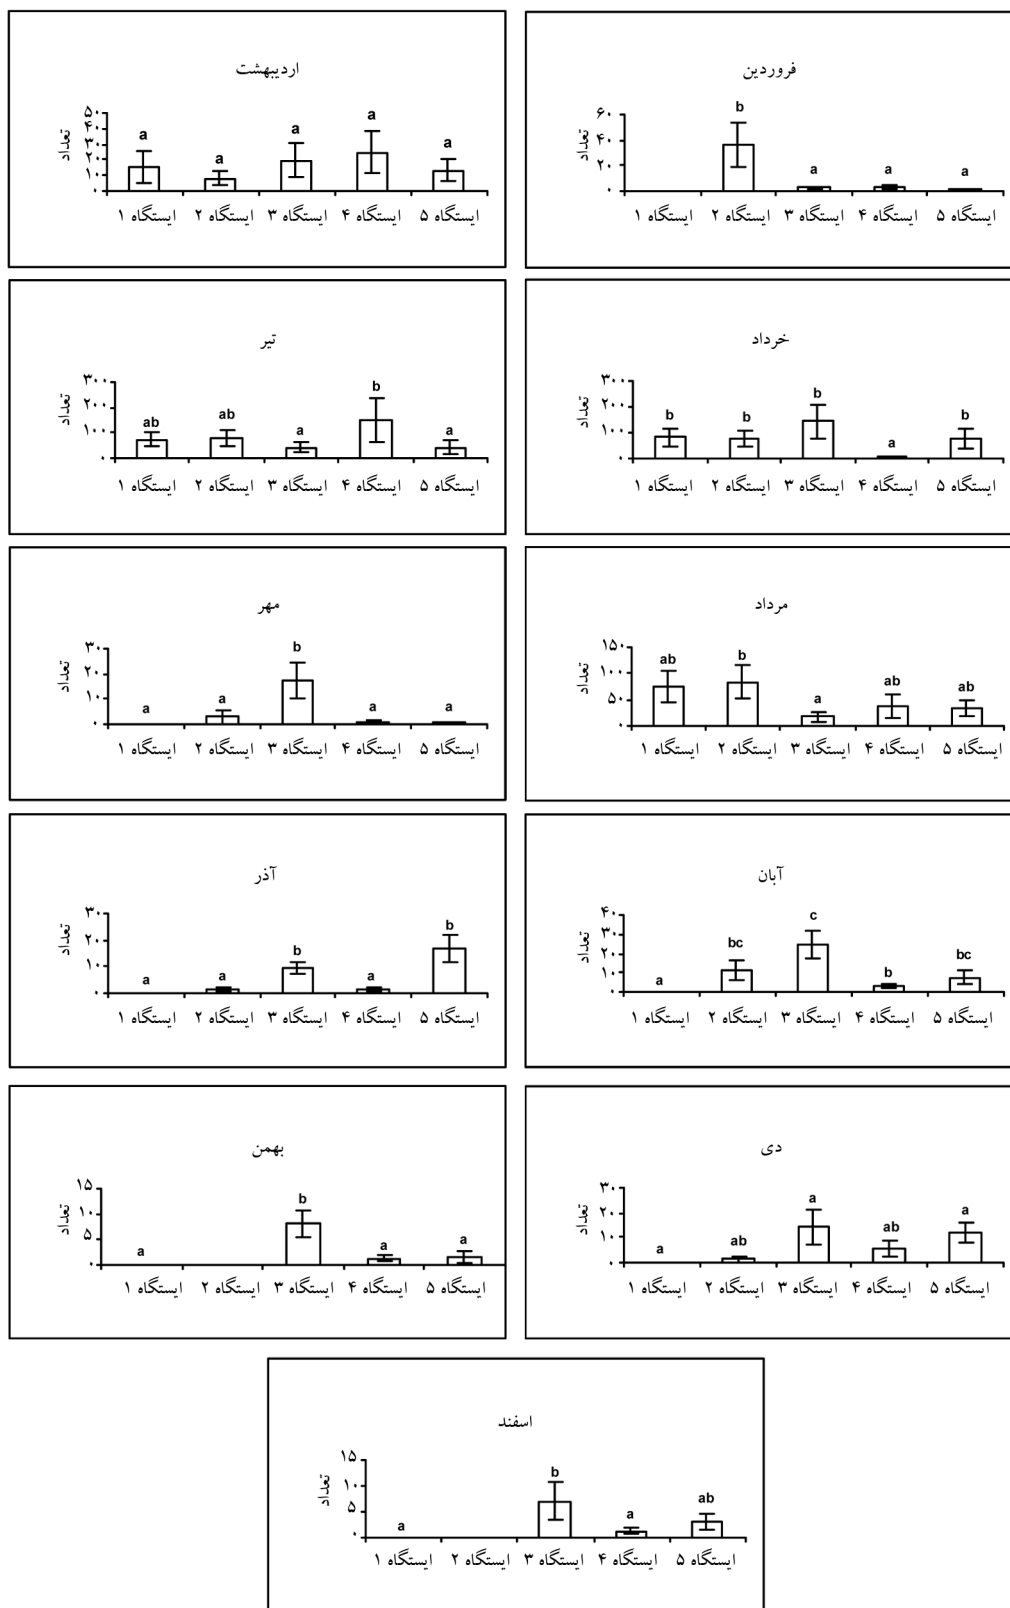 فروردین
تعداد
۶۰
۴۰
۲۰
۰
b
a
a
a
ایستگاه ۱ ایستگاه ۲ ایستگاه ۳ ایستگاه ۴ ایستگاه ۵
اردیبهشت
تعداد
۵۰
۴۰
۳۰
۲۰
۱۰
۰
a
a
a
a
a
ایستگاه ۱ ایستگاه ۲ ایستگاه ۳ ایستگاه ۴ ایستگاه ۵
خرداد
تعداد
۳۰۰
۲۰۰
۱۰۰
۰
b
b
b
a
b
ایستگاه ۱ ایستگاه ۲ ایستگاه ۳ ایستگاه ۴ ایستگاه ۵
تیر
تعداد
۳۰۰
۲۰۰
۱۰۰
۰
ab
ab
a
b
a
ایستگاه ۱ ایستگاه ۲ ایستگاه ۳ ایستگاه ۴ ایستگاه ۵
مرداد
تعداد
۱۵۰
۱۰۰
۵۰
۰
ab
b
a
ab
ab
ایستگاه ۱ ایستگاه ۲ ایستگاه ۳ ایستگاه ۴ ایستگاه ۵
مهر
تعداد
۳۰
۲۰
۱۰
۰
a
a
b
a
a
ایستگاه ۱ ایستگاه ۲ ایستگاه ۳ ایستگاه ۴ ایستگاه ۵
آبان
تعداد
۴۰
۳۰
۲۰
۱۰
۰
a
bc
c
b
bc
ایستگاه ۱ ایستگاه ۲ ایستگاه ۳ ایستگاه ۴ ایستگاه ۵
آذر
تعداد
۳۰
۲۰
۱۰
۰
a
a
b
a
b
ایستگاه ۱ ایستگاه ۲ ایستگاه ۳ ایستگاه ۴ ایستگاه ۵
دی
تعداد
۳۰
۲۰
۱۰
۰
a
ab
a
ab
a
ایستگاه ۱ ایستگاه ۲ ایستگاه ۳ ایستگاه ۴ ایستگاه ۵
بهمن
تعداد
۱۵
۱۰
۵
۰
a
b
a
a
ایستگاه ۱ ایستگاه ۲ ایستگاه ۳ ایستگاه ۴ ایستگاه ۵
اسفند
تعداد
۱۵
۱۰
۵
۰
a
b
a
ab
ایستگاه ۱ ایستگاه ۲ ایستگاه ۳ ایستگاه ۴ ایستگاه ۵